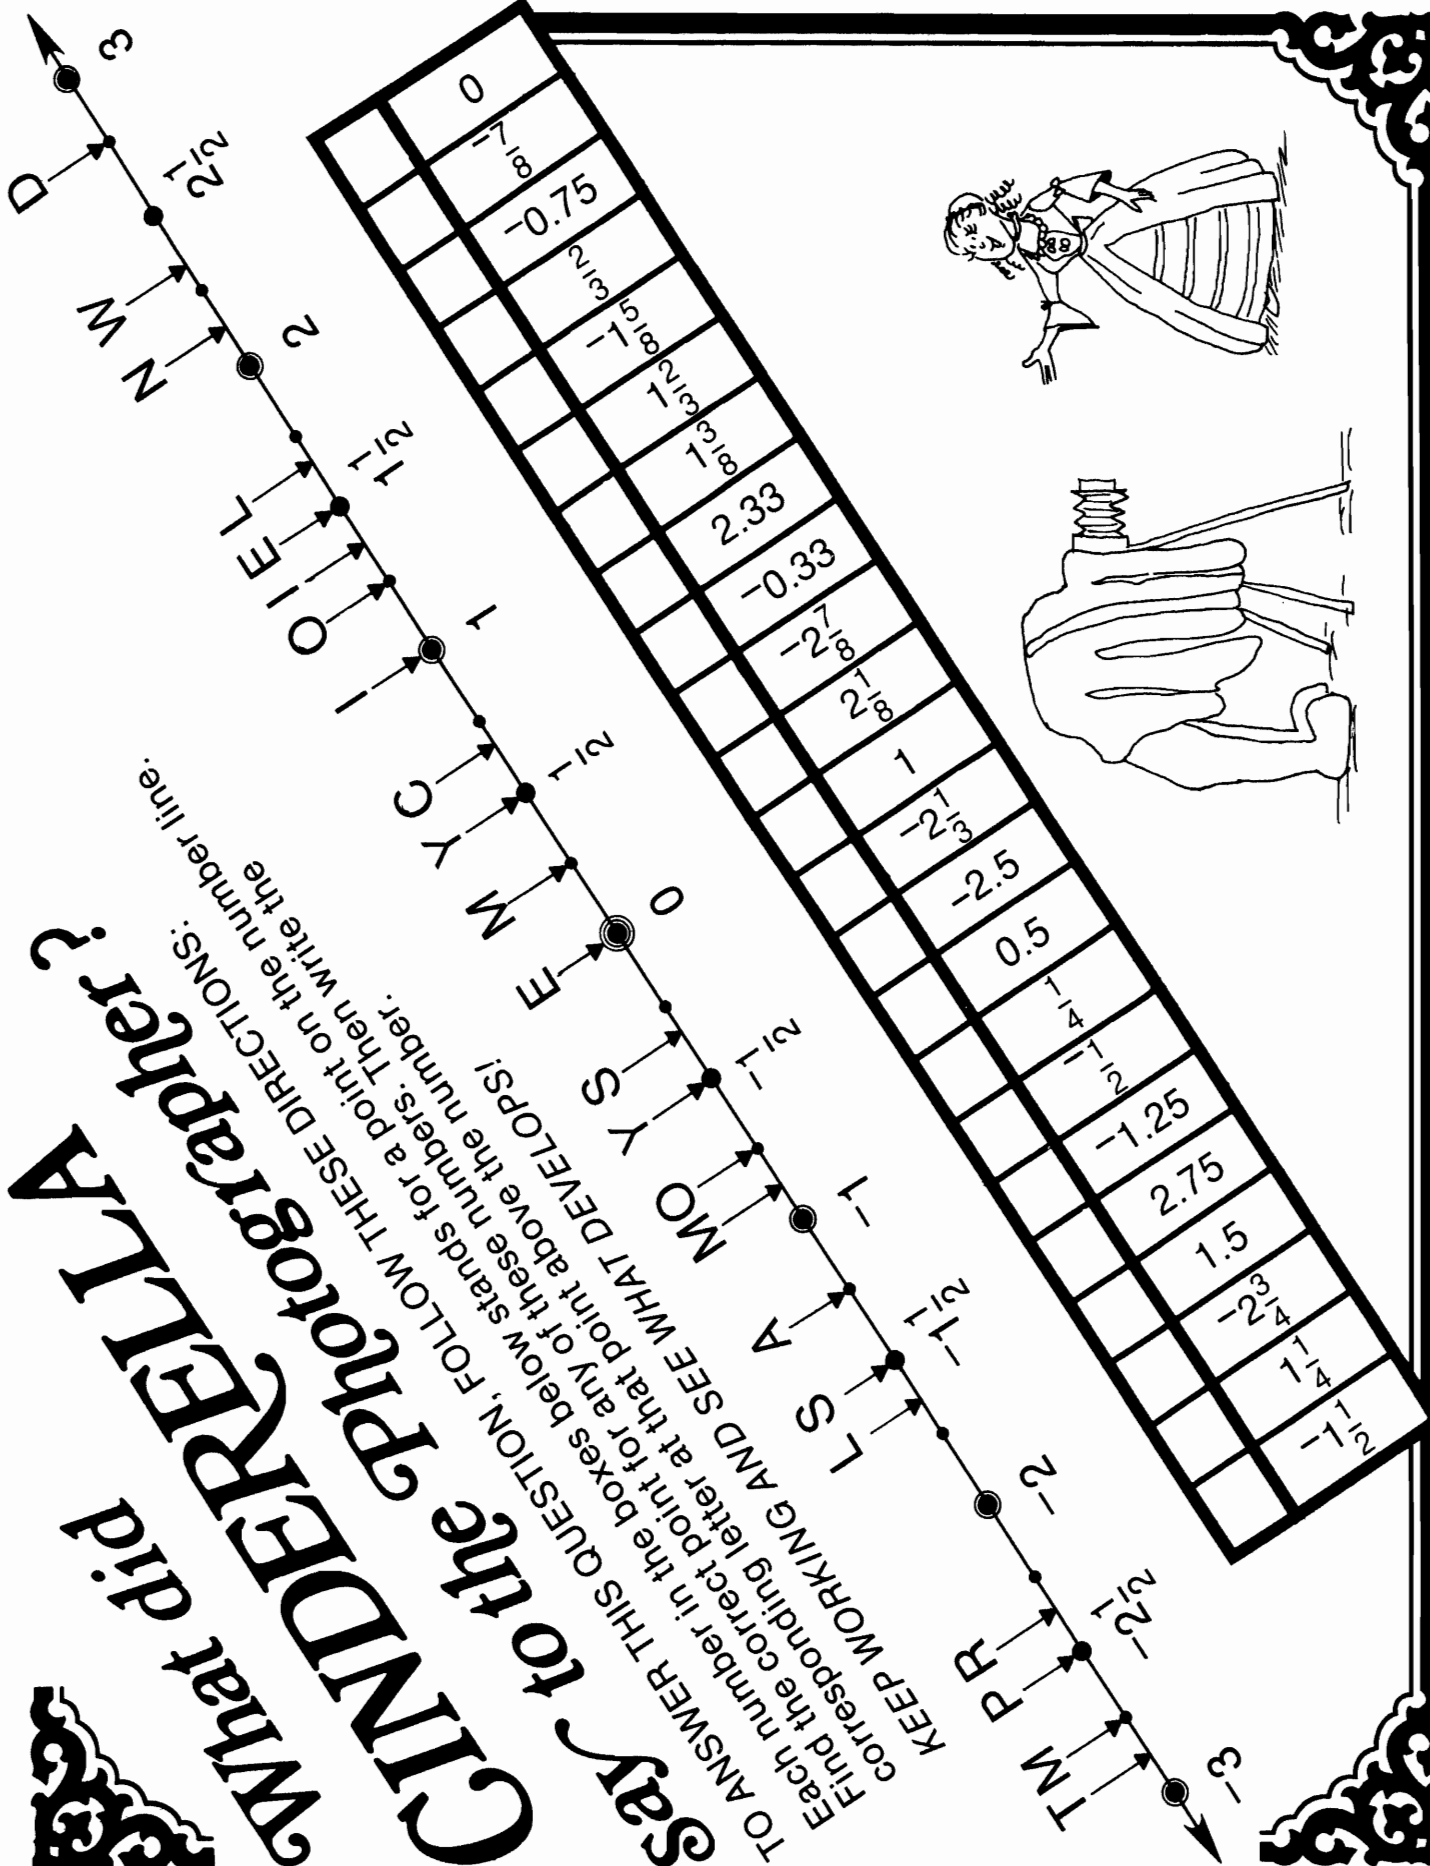 What did
CINDERELLA
Say to the Photographer?
TO ANSWER THIS QUESTION, FOLLOW THESE DIRECTIONS:
Each number in the boxes below stands for a point on the number line.
Find the correct point for any of these numbers. Then write the
corresponding letter at that point above the number.
KEEP WORKING AND SEE WHAT DEVELOPS!
T M P R L S A M O Y S E M Y C I O I E L N W D
-3 -2 1/2 -2 -1 1/2 -1 -1/2 0 1/2 1 1 1/2 2 2 1/2 3
-1 1/2 1 1/4 -2 3/4 1.5 2.75 -1.25 -1/2 1/4 0.5 -2.5 -2 1/3 1 2 1/8 -2 7/8 -0.33 2.33 1 3/8 1 2/3 -1 5/8 2/3 -0.75 -7/8 0